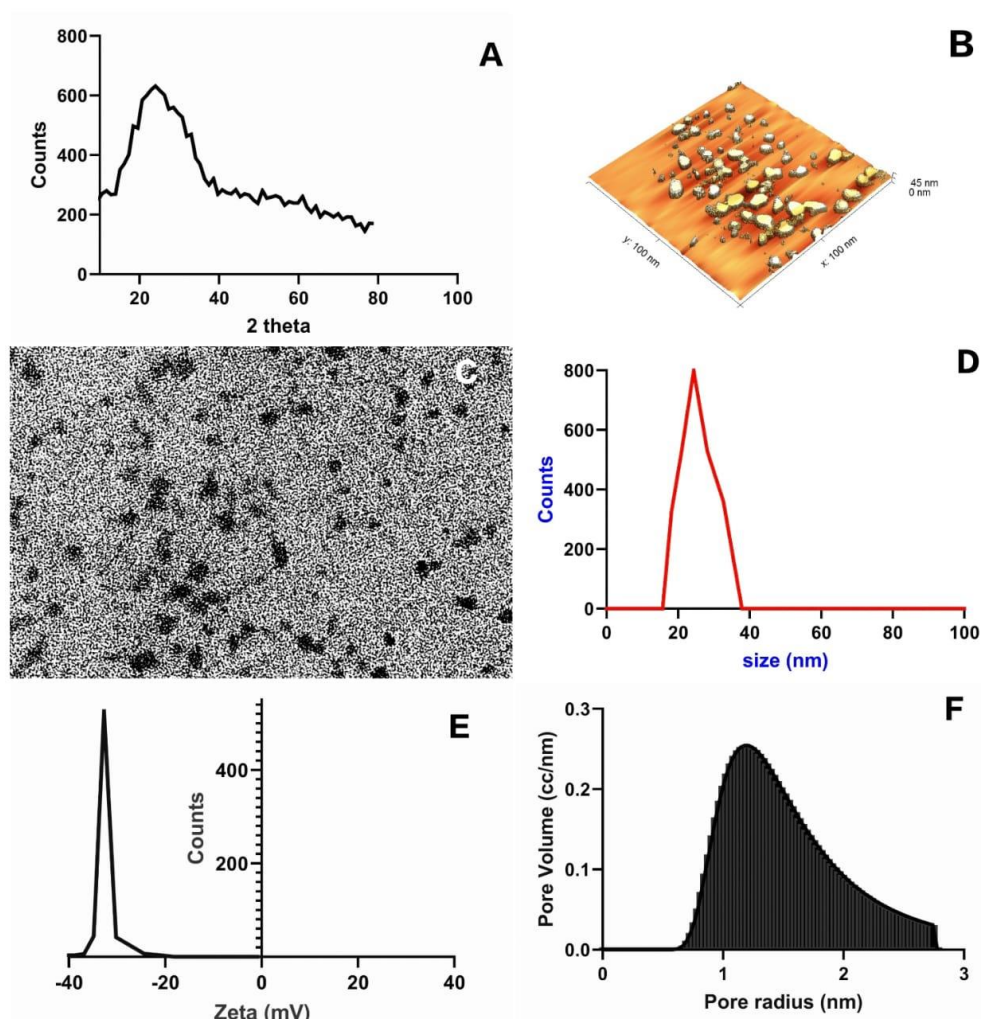 A
800
600
400
200
0
Counts
20 40 60 80 100
2 theta
B
45 nm
0 nm
y: 100 nm
x: 100 nm
C
D
800
600
400
200
0
Counts
0 20 40 60 80 100
size (nm)
E
400
200
Counts
-40 -20 0 20 40
Zeta (mV)
F
0.3
0.2
0.1
0.0
Pore Volume (cc/nm)
0 1 2 3
Pore radius (nm)